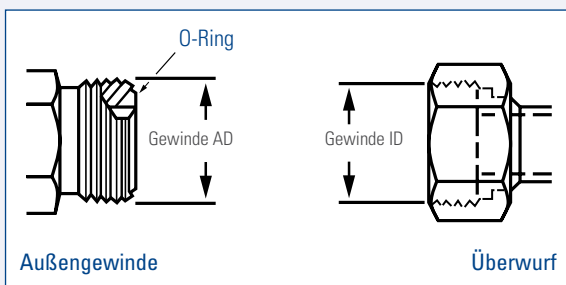 O-Ring
Gewinde AD
Gewinde ID
Außengewinde
Überwurf